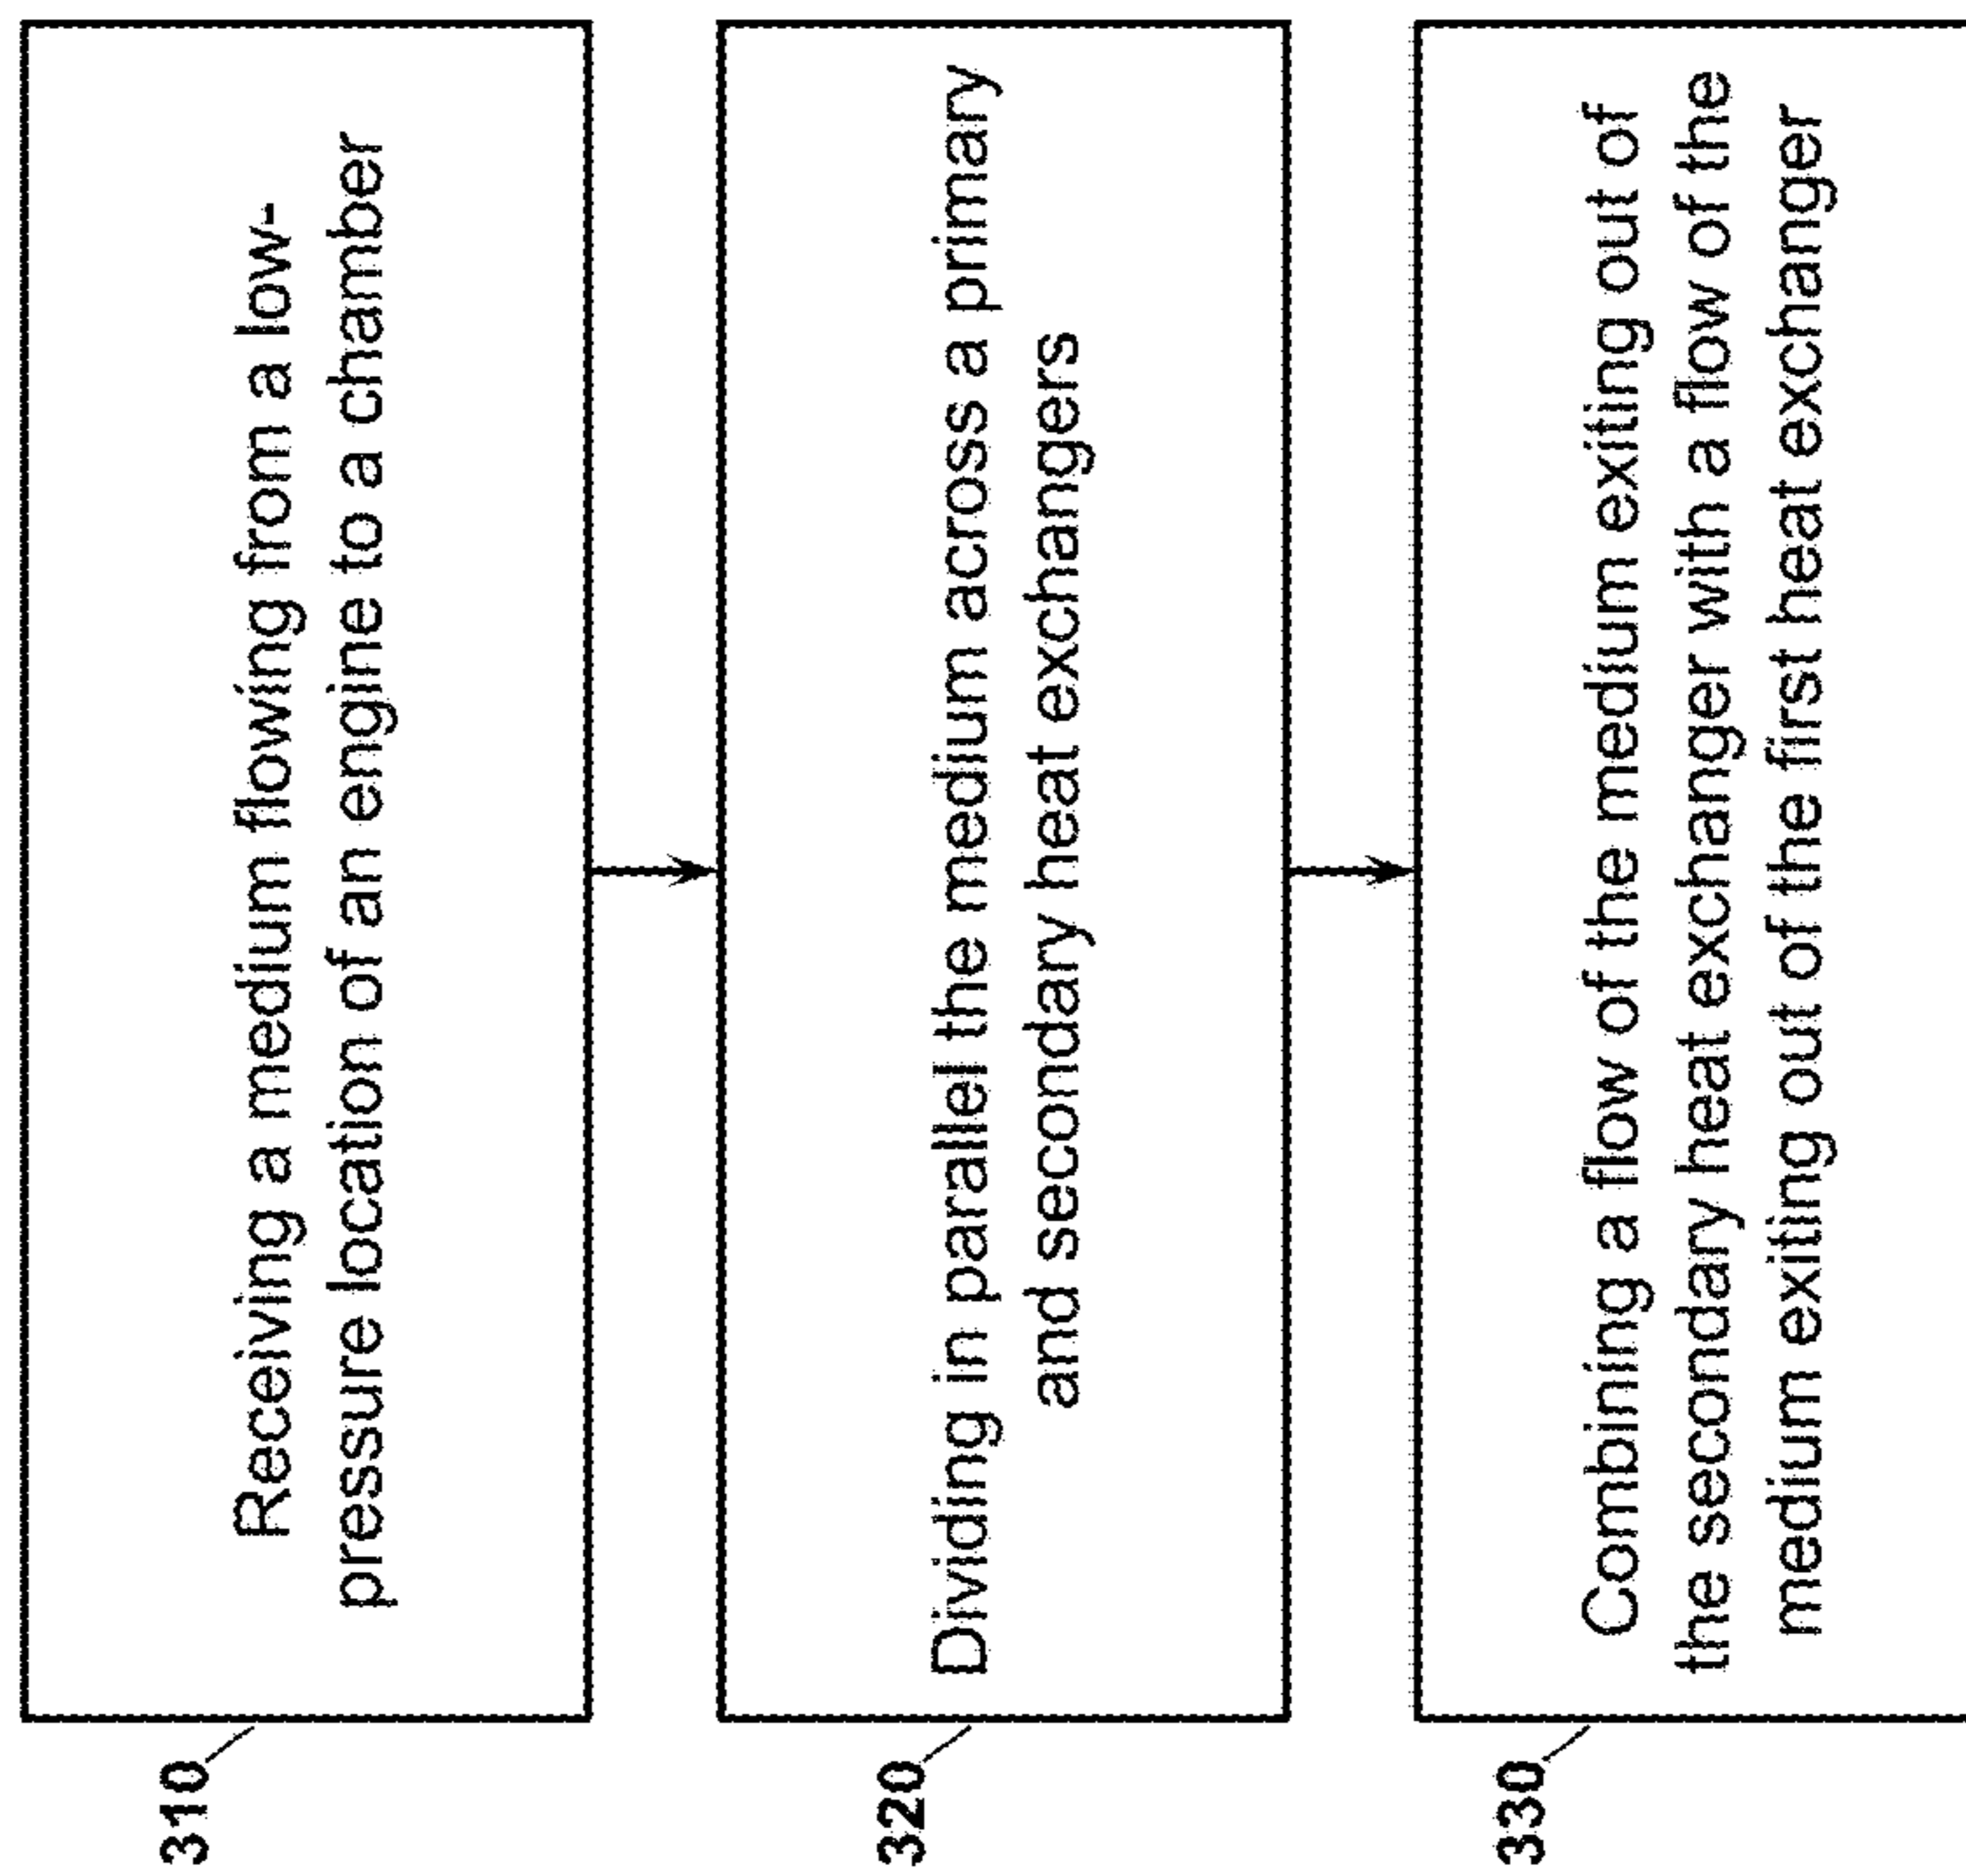 310
Receiving a medium flowing from a low-
pressure location of an engine to a chamber
320
Dividing in parallel the medium across a primary
and secondary heat exchangers
330
Combining a flow of the medium exiting out of
the secondary heat exchanger with a flow of the
medium exiting out of the first heat exchanger